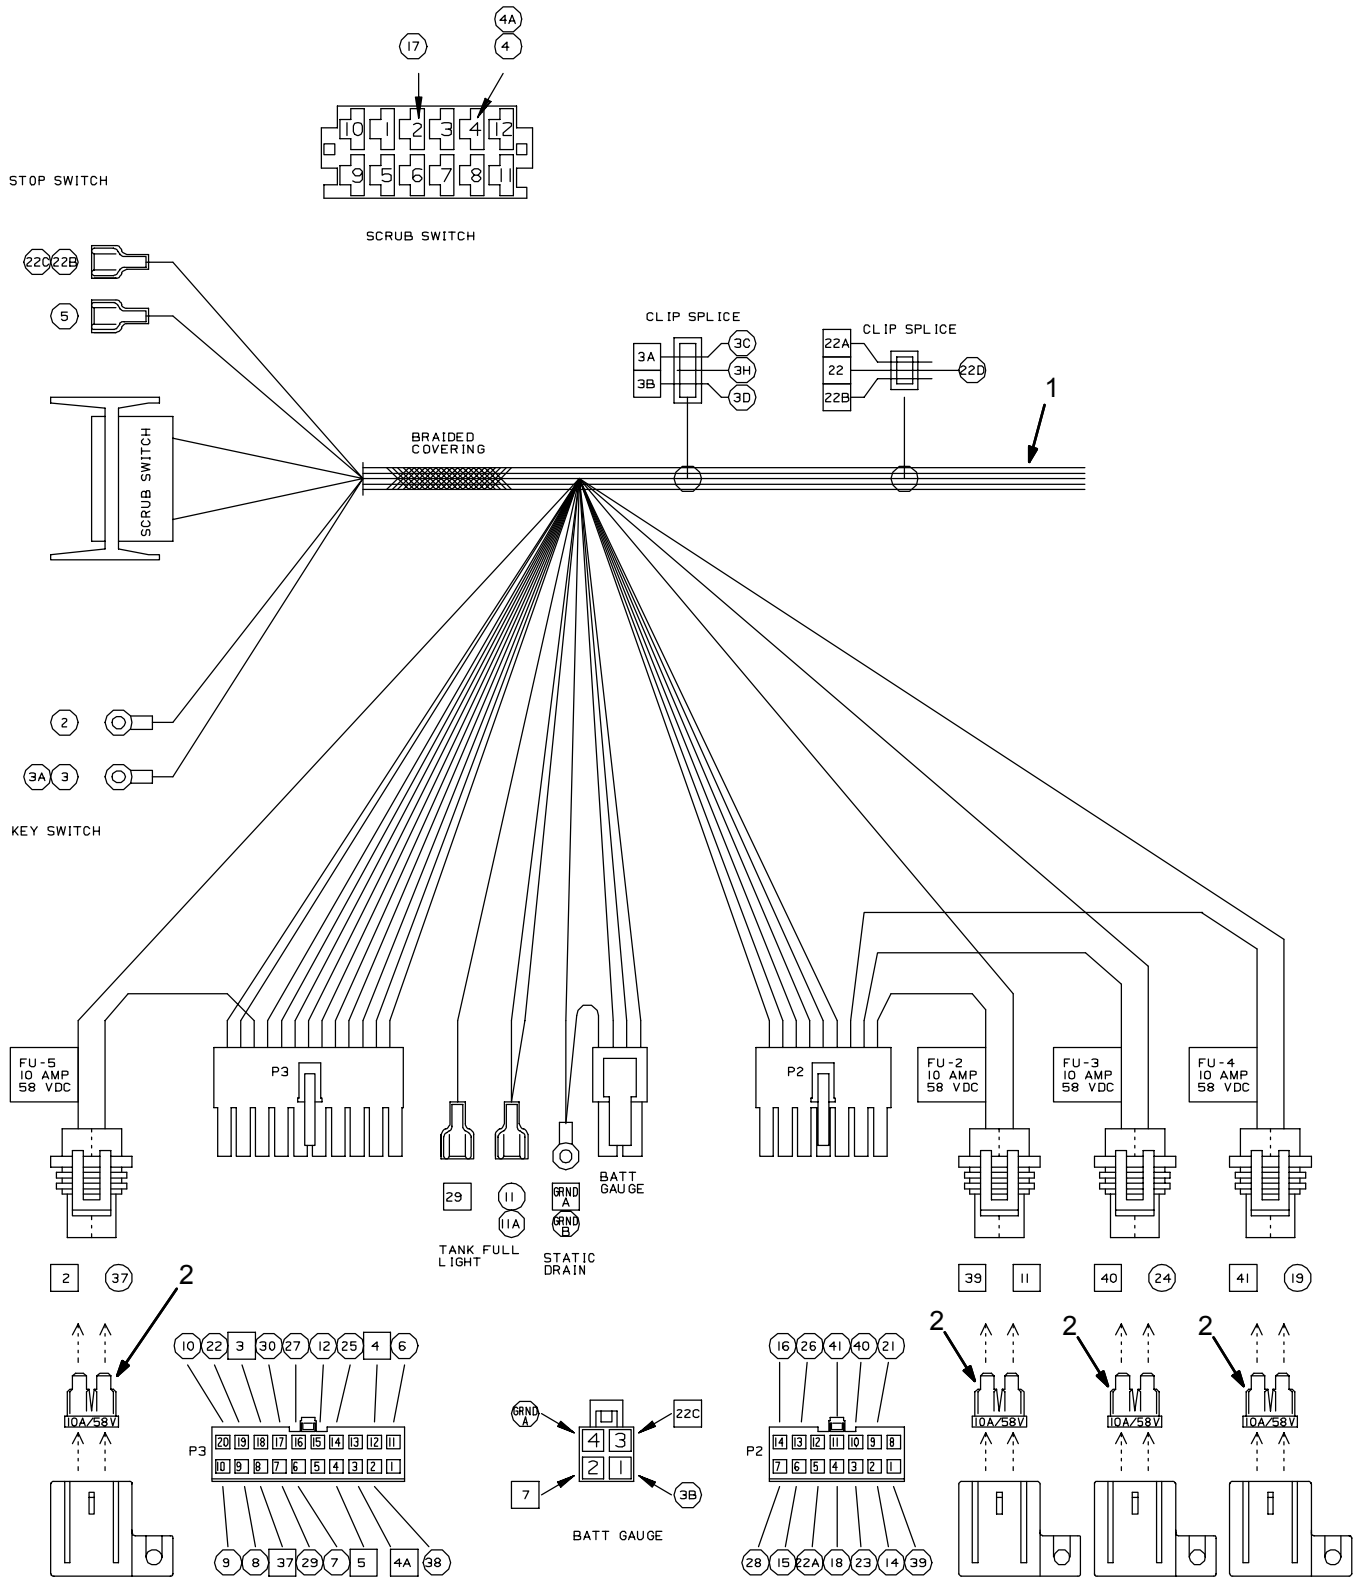 4A
17 4
10 1 2 3 4 12
9 5 6 7 8 11
STOP SWITCH
SCRUB SWITCH
22C 22B
5
CLIP SPLICE
3A 3C
3H
3B 3D
CLIP SPLICE
22A
22 22D
22B
1
SCRUB SWITCH
BRAIDED
COVERING
2
3A 3
KEY SWITCH
FU-5
10 AMP
58 VDC
P3
P2
FU-2
10 AMP
58 VDC
FU-3
10 AMP
58 VDC
FU-4
10 AMP
58 VDC
BATT
GAUGE
29 11 GRND
A
11A GRND
B
TANK FULL
LIGHT
STATIC
DRAIN
2 37
39 11 40 24 41 19
2
2 2 2
10A/58V
10A/58V 10A/58V 10A/58V
10 22 3 30 27 12 25 4 6
P3
20 19 18 17 16 15 14 13 12 11
10 9 8 7 6 5 4 3 2 1
9 8 37 29 7 5 4A 38
GRND
A
22C
4 3
2 1
7 3B
BATT GAUGE
16 26 41 40 21
P2
14 13 12 11 10 9 8
7 6 5 4 3 2 1
28 15 22A 18 23 14 39